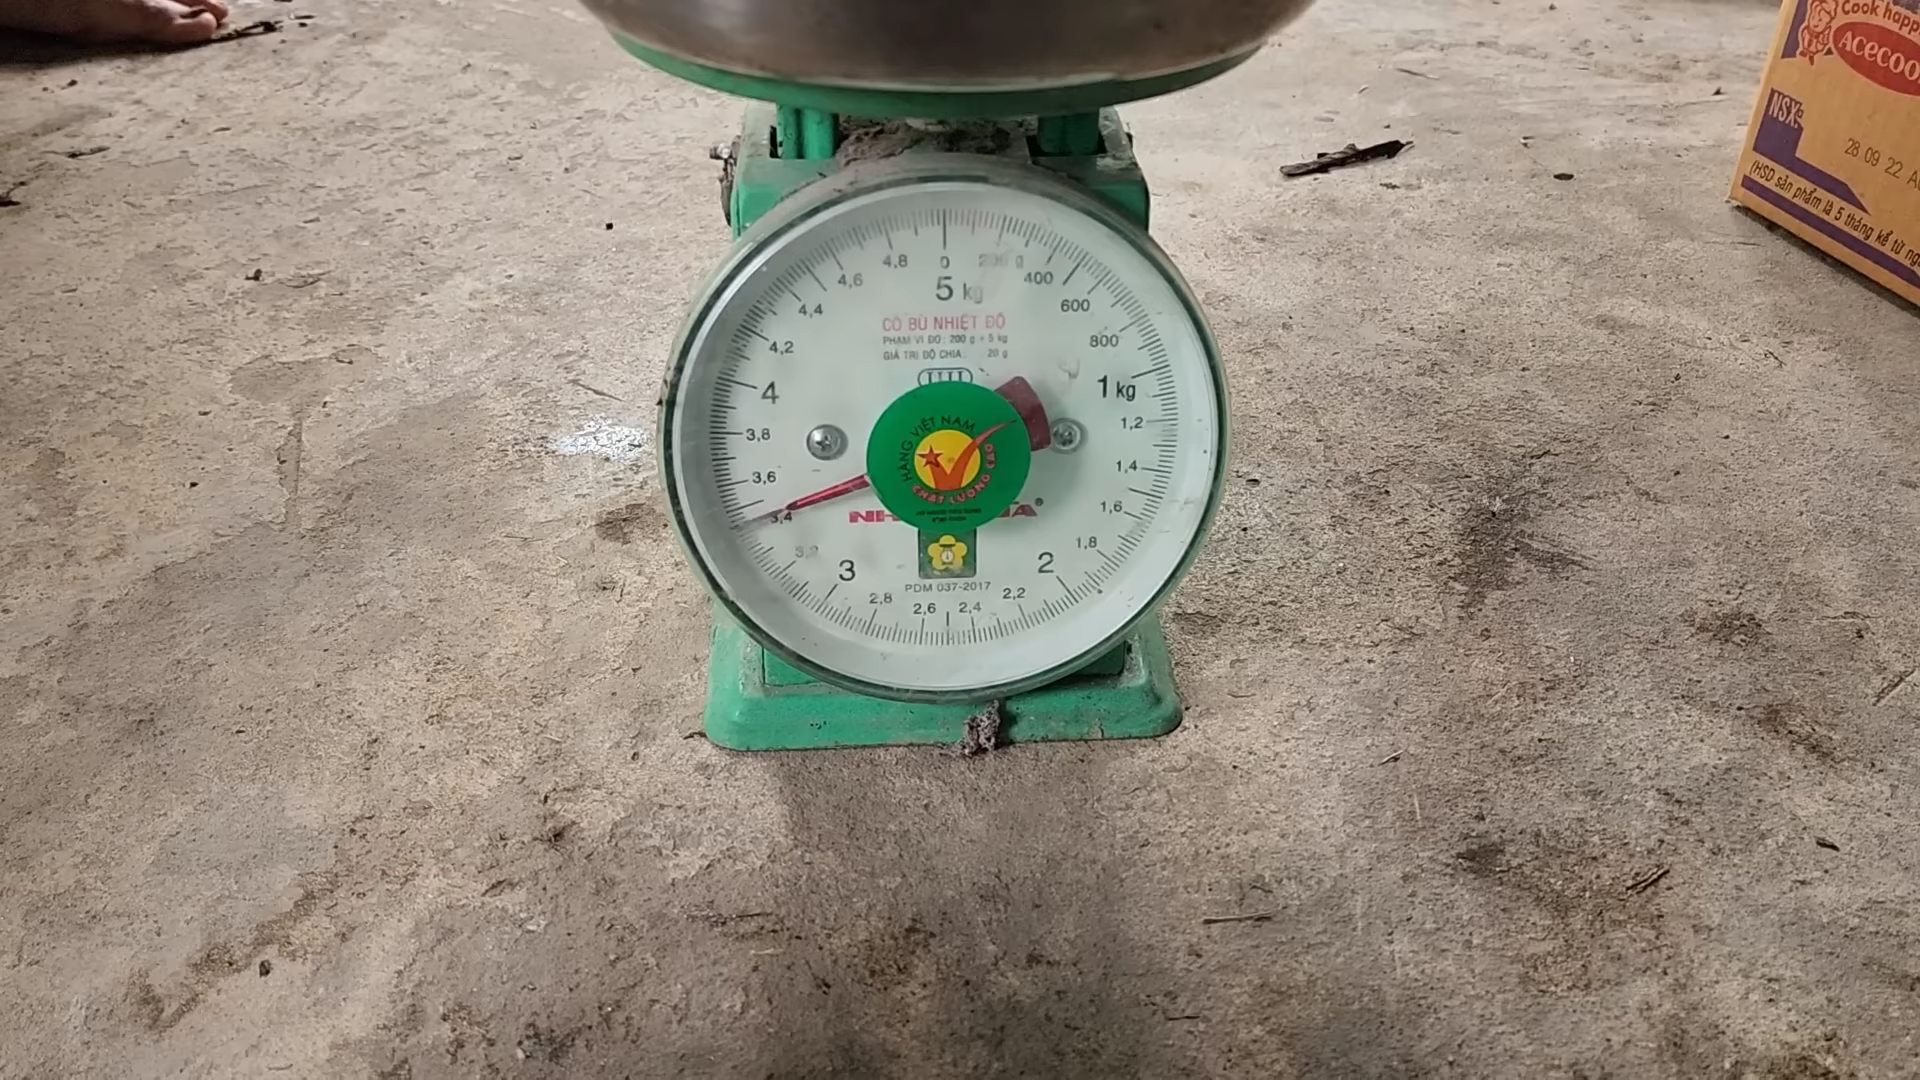 Cook happ
Acecoo
NSX:
28 09 22 A
(HSD sản phẩm là 5 tháng kể từ ng
0
200 g
400
600
800
1 kg
1,2
1,4
1,6
1,8
2
2,2
2,4
2,6
2,8
3
3,2
3,4
3,6
3,8
4
4,2
4,4
4,6
4,8
5 kg
CÓ BÙ NHIỆT ĐỘ
PHẠM VI ĐO: 200 g ÷ 5 kg
GIÁ TRỊ ĐỘ CHIA: 20 g
HÀNG VIỆT NAM
CHẤT LƯỢNG CAO
NH A®
PDM 037-2017